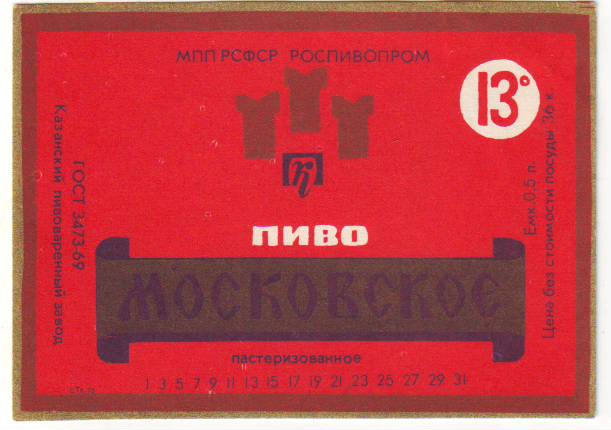 МПП РСФСР РОСПИВОПРОМ
13°
ПИВО
МОСКОВСКОЕ
пастеризованное
1 3 5 7 9 11 13 15 17 19 21 23 25 27 29 31
ГОСТ 3473-69
Казанский пивоваренный завод
Емк. 0,5 л.
Цена без стоимости посуды 36 к